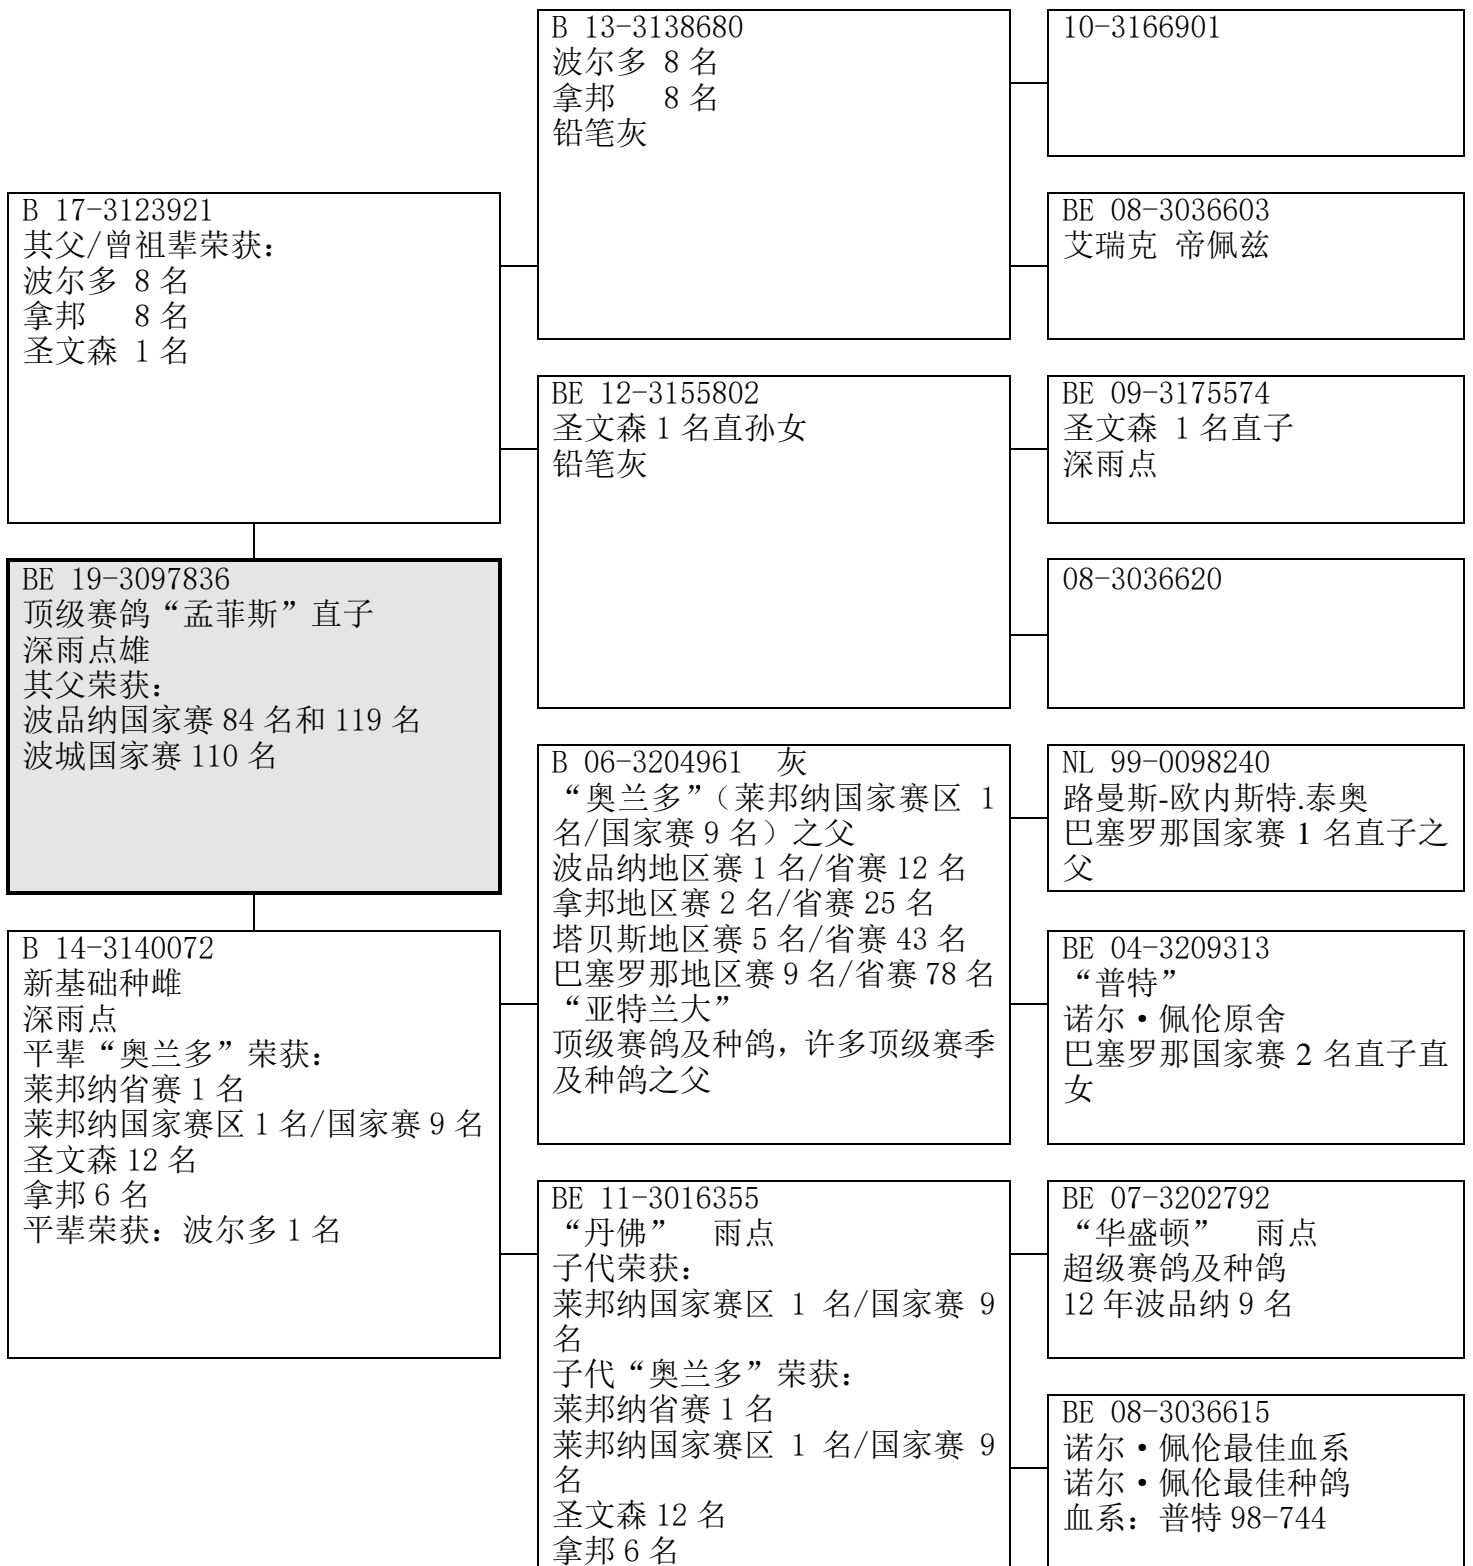 B 13-3138680
波尔多 8 名
拿邦 8 名
铅笔灰
10-3166901
B 17-3123921
其父/曾祖辈荣获：
波尔多 8 名
拿邦 8 名
圣文森 1 名
BE 08-3036603
艾瑞克 帝佩兹
BE 12-3155802
圣文森 1 名直孙女
铅笔灰
BE 09-3175574
圣文森 1 名直子
深雨点
08-3036620
BE 19-3097836
顶级赛鸽“孟菲斯”直子
深雨点雄
其父荣获：
波品纳国家赛 84 名和 119 名
波城国家赛 110 名
B 06-3204961 灰
“奥兰多”（莱邦纳国家赛区 1
名/国家赛 9 名）之父
波品纳地区赛 1 名/省赛 12 名
拿邦地区赛 2 名/省赛 25 名
塔贝斯地区赛 5 名/省赛 43 名
巴塞罗那地区赛 9 名/省赛 78 名
“亚特兰大”
顶级赛鸽及种鸽，许多顶级赛季
及种鸽之父
NL 99-0098240
路曼斯-欧内斯特.泰奥
巴塞罗那国家赛 1 名直子之
父
BE 04-3209313
“普特”
诺尔·佩伦原舍
巴塞罗那国家赛 2 名直子直
女
B 14-3140072
新基础种雌
深雨点
平辈“奥兰多”荣获：
莱邦纳省赛 1 名
莱邦纳国家赛区 1 名/国家赛 9 名
圣文森 12 名
拿邦 6 名
平辈荣获：波尔多 1 名
BE 11-3016355
“丹佛” 雨点
子代荣获：
莱邦纳国家赛区 1 名/国家赛 9
名
子代“奥兰多”荣获：
莱邦纳省赛 1 名
莱邦纳国家赛区 1 名/国家赛 9
名
圣文森 12 名
拿邦 6 名
BE 07-3202792
“华盛顿” 雨点
超级赛鸽及种鸽
12 年波品纳 9 名
BE 08-3036615
诺尔·佩伦最佳血系
诺尔·佩伦最佳种鸽
血系：普特 98-744